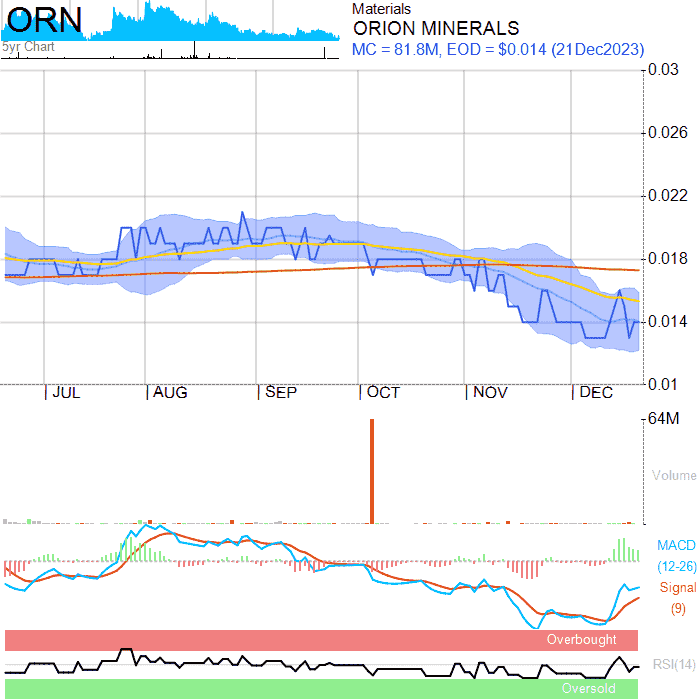 ORN
5yr Chart
Materials
ORION MINERALS
MC = 81.8M, EOD = $0.014 (21Dec2023)
0.03
0.026
0.022
0.018
0.014
0.01
JUL
AUG
SEP
OCT
NOV
DEC
64M
Volume
MACD
(12-26)
Signal
(9)
Overbought
RSI(14)
Oversold